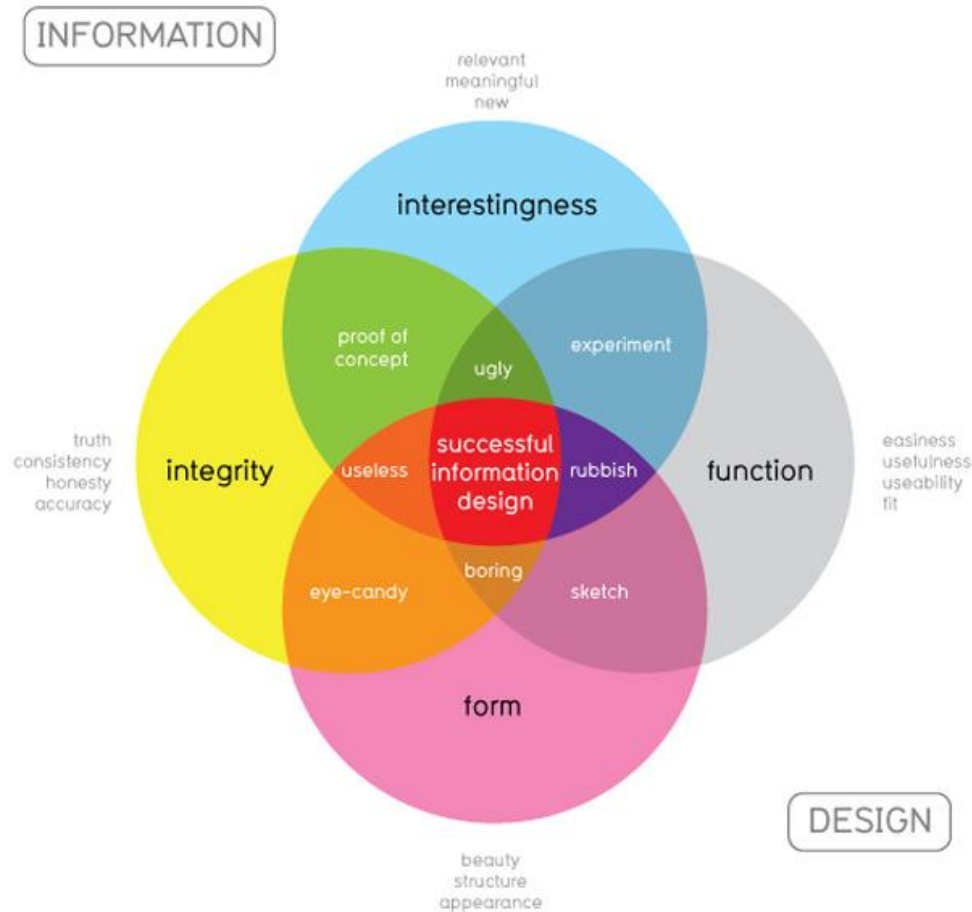 INFORMATION
relevant
meaningful
new
interestingness
proof of
concept
ugly
experiment
truth
consistency
honesty
accuracy
integrity
useless
successful
information
design
rubbish
function
easiness
usefulness
useability
fit
eye-candy
boring
sketch
form
DESIGN
beauty
structure
appearance